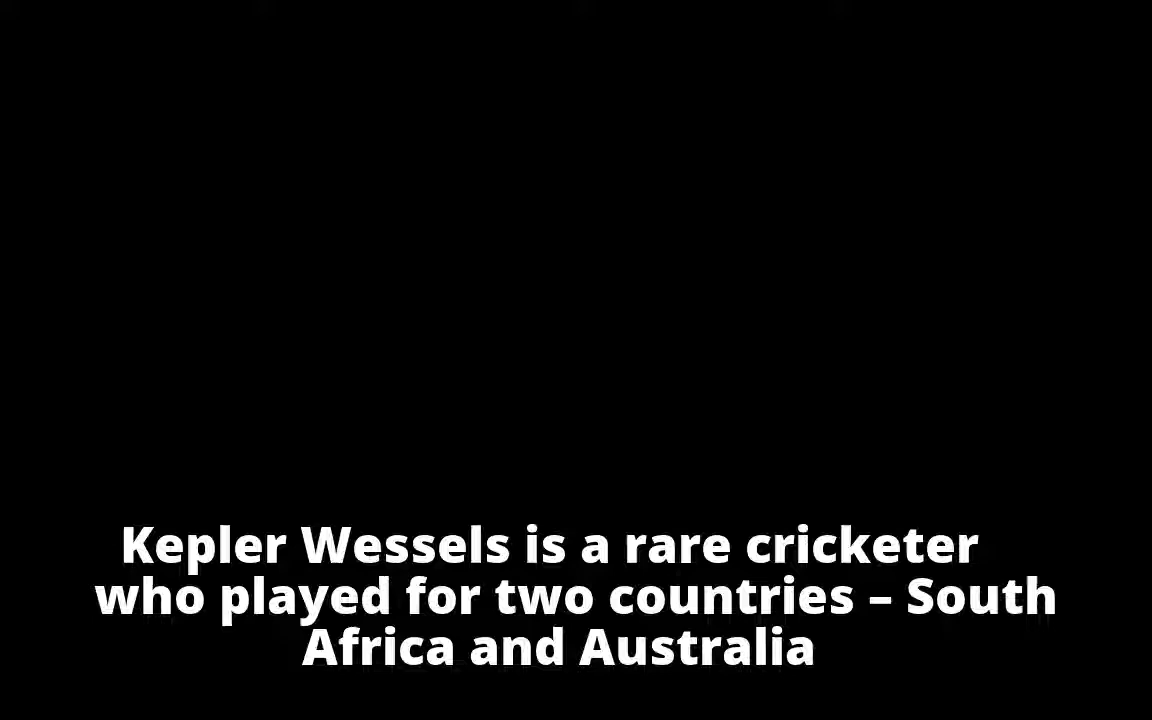 Kepler Wessels is a rare cricketer
who played for two countries – South
Africa and Australia